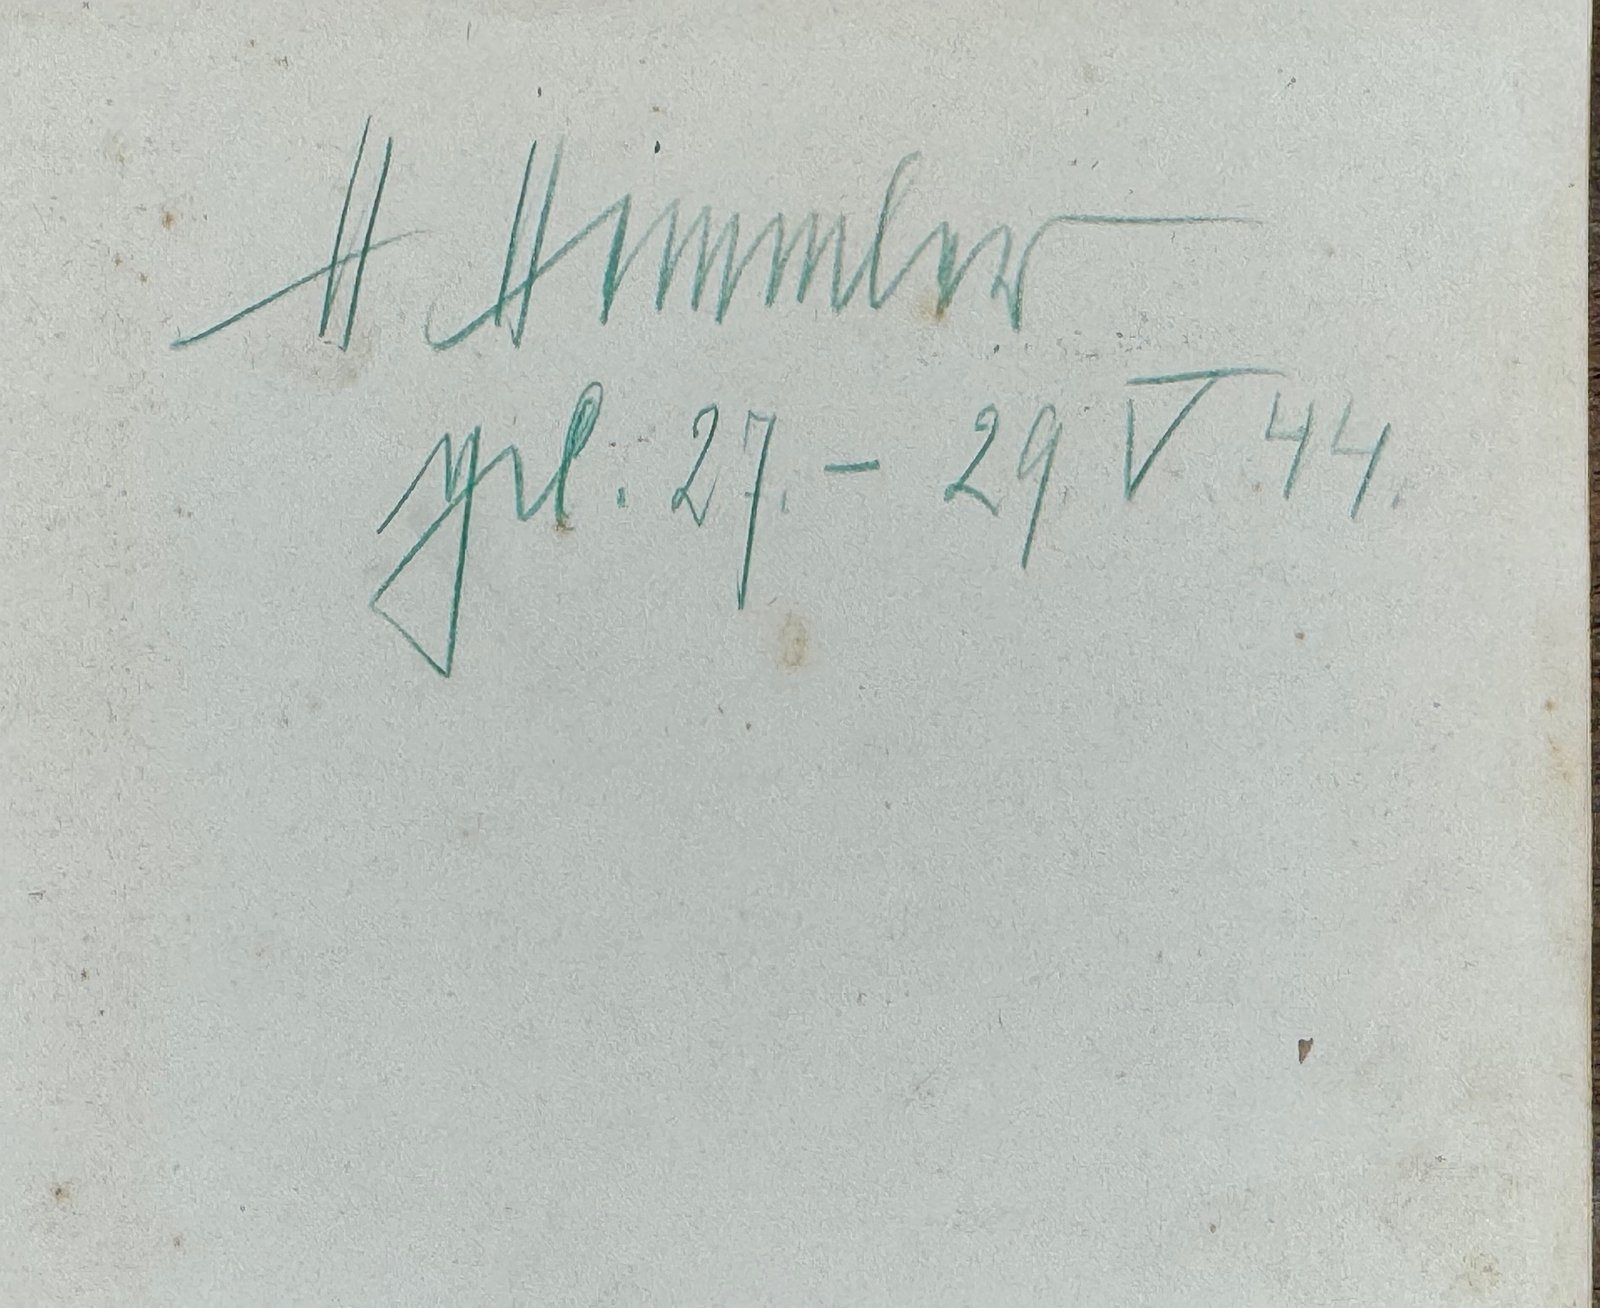 H Himmler
gel. 27. – 29 V. 44.